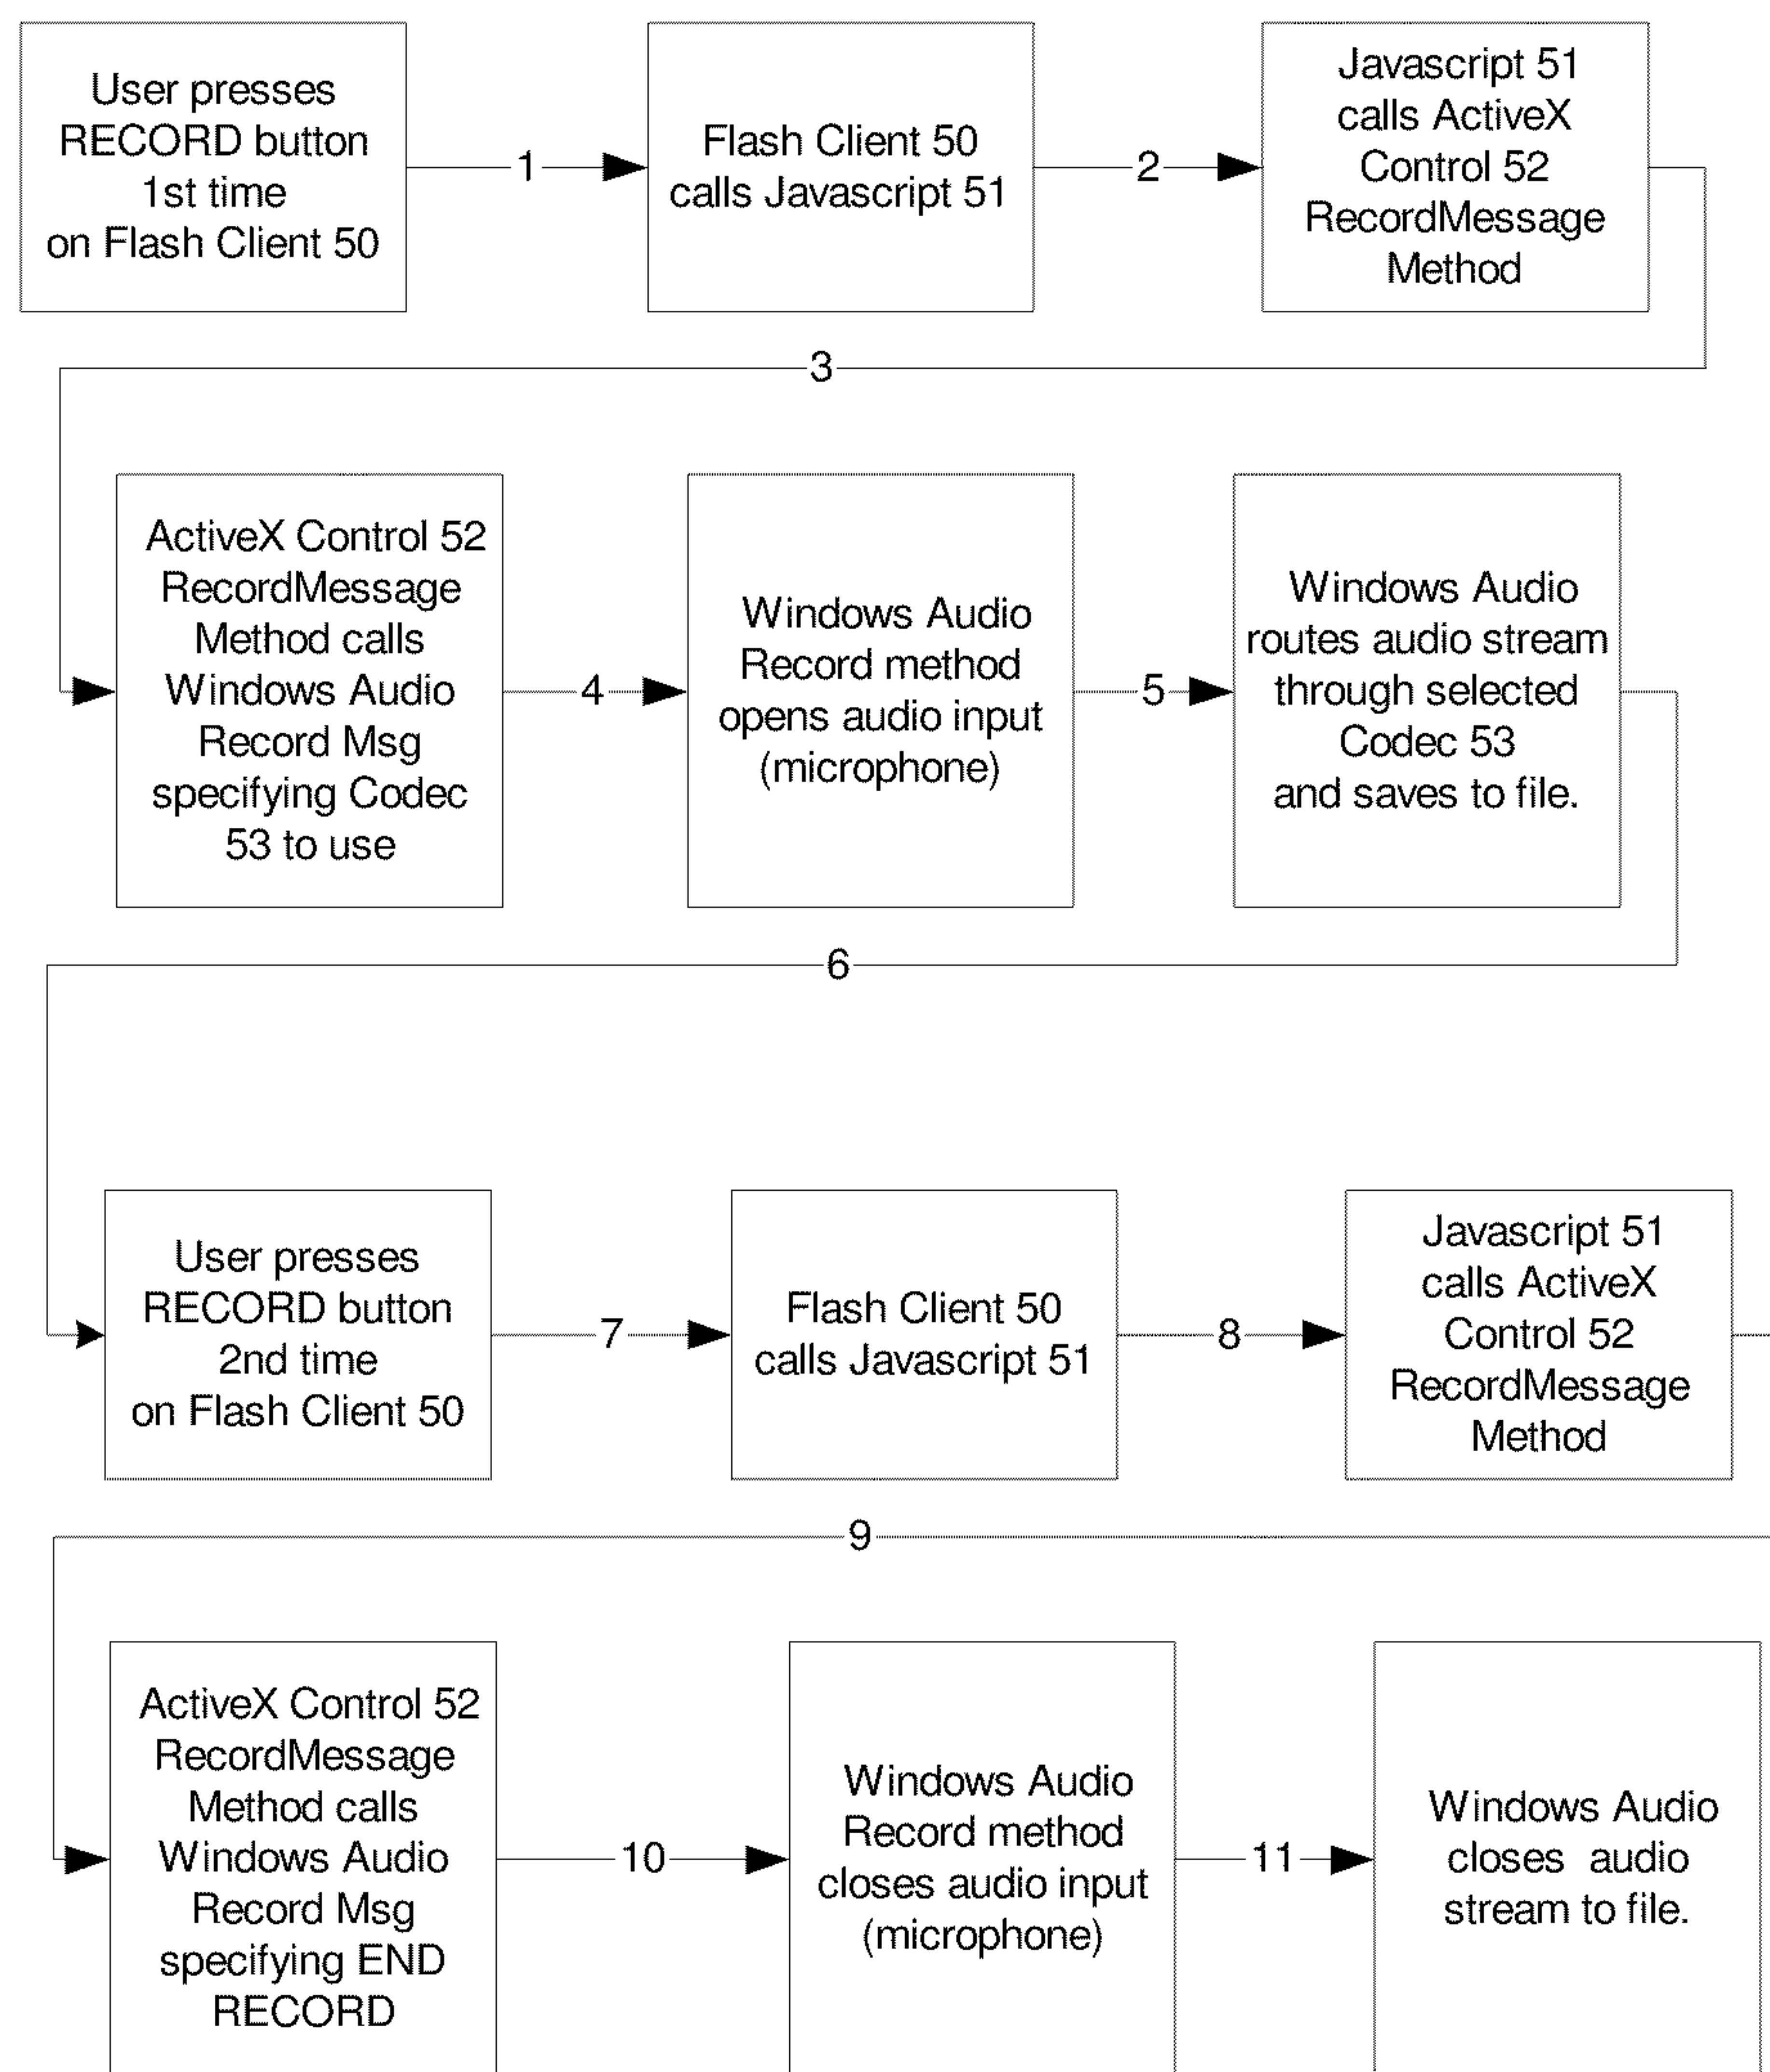 User presses
RECORD button
1st time
on Flash Client 50
1
Flash Client 50
calls Javascript 51
2
Javascript 51
calls ActiveX
Control 52
RecordMessage
Method
3
ActiveX Control 52
RecordMessage
Method calls
Windows Audio
Record Msg
specifying Codec
53 to use
4
Windows Audio
Record method
opens audio input
(microphone)
5
Windows Audio
routes audio stream
through selected
Codec 53
and saves to file.
6
User presses
RECORD button
2nd time
on Flash Client 50
7
Flash Client 50
calls Javascript 51
8
Javascript 51
calls ActiveX
Control 52
RecordMessage
Method
9
ActiveX Control 52
RecordMessage
Method calls
Windows Audio
Record Msg
specifying END
RECORD
10
Windows Audio
Record method
closes audio input
(microphone)
11
Windows Audio
closes audio
stream to file.